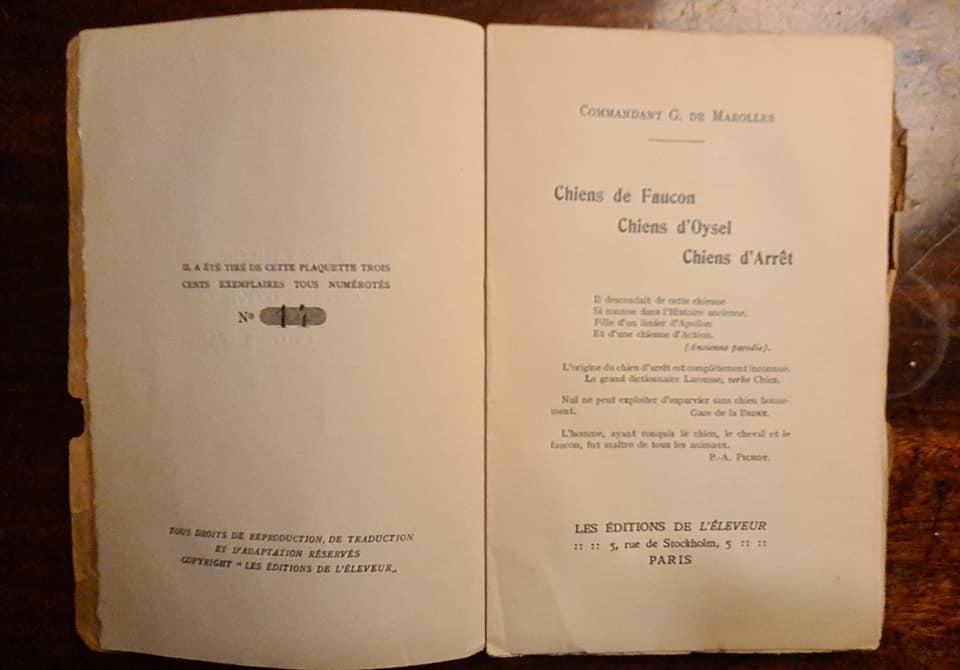 IL A ÉTÉ TIRÉ DE CETTE PLAQUETTE TROIS
CENTS EXEMPLAIRES TOUS NUMÉROTÉS
Nº 14
TOUS DROITS DE REPRODUCTION, DE TRADUCTION
ET D'ADAPTATION RÉSERVÉS
COPYRIGHT " LES ÉDITIONS DE L'ÉLEVEUR„
COMMANDANT G. DE MAROLLES
Chiens de Faucon
Chiens d'Oysel
Chiens d'Arrêt
Il descendait de cette chienne
Si connue dans l'Histoire ancienne,
Fille d'un limier d'Apollon
Et d'une chienne d'Actéon.
(Ancienne parodie).
L'origine du chien d'arrêt est complètement inconnue.
Le grand dictionnaire Larousse, verbo Chien.
Nul ne peut exploiter d'espervier sans chien bonne-
ment. Gace de la BUIGNE.
L'homme, ayant conquis le chien, le cheval et le
faucon, fut maître de tous les animaux.
P.-A. PICHOT.
LES ÉDITIONS DE L'ÉLEVEUR
:: :: 5, rue de Stockholm, 5 :: ::
PARIS